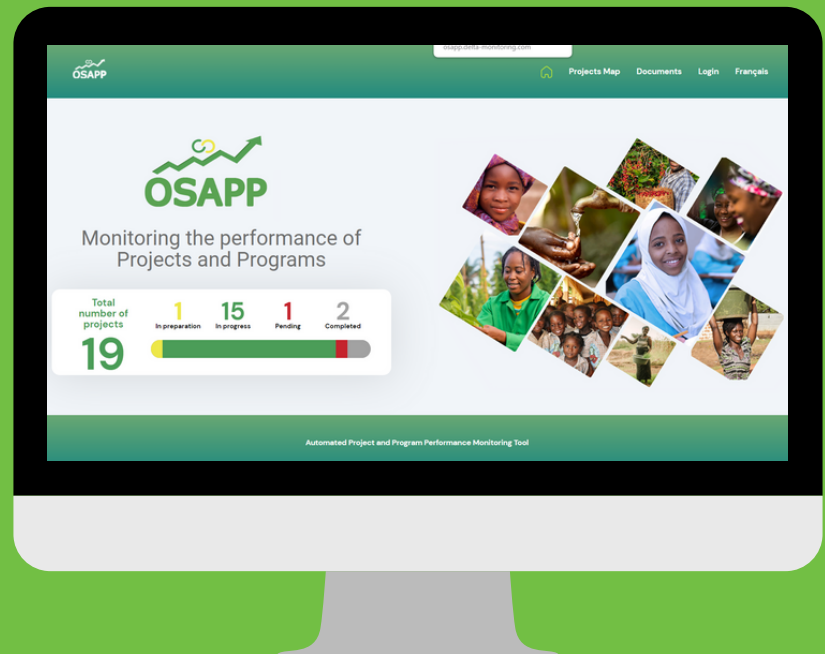 osapp.delta-monitoring.com
OSAPP
Projects Map Documents Login Français
OSAPP
Monitoring the performance of
Projects and Programs
Total
number of
projects
19
1 15 1 2
In preparation In progress Pending Completed
Automated Project and Program Performance Monitoring Tool